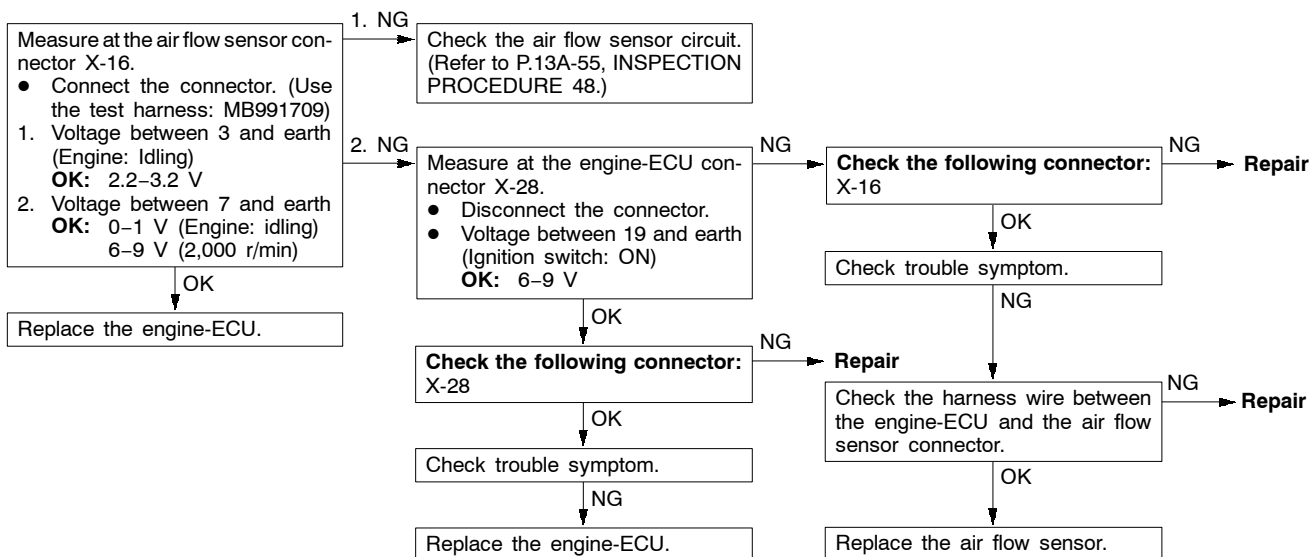 Measure at the air flow sensor con-
nector X-16.
● Connect the connector. (Use
the test harness: MB991709)
1. Voltage between 3 and earth
(Engine: Idling)
OK: 2.2–3.2 V
2. Voltage between 7 and earth
OK: 0–1 V (Engine: idling)
6–9 V (2,000 r/min)
OK
Replace the engine-ECU.
1. NG
Check the air flow sensor circuit.
(Refer to P.13A-55, INSPECTION
PROCEDURE 48.)
2. NG
Measure at the engine-ECU con-
nector X-28.
● Disconnect the connector.
● Voltage between 19 and earth
(Ignition switch: ON)
OK: 6–9 V
OK
Check the following connector:
X-28
NG
Repair
OK
Check trouble symptom.
NG
Replace the engine-ECU.
NG
Check the following connector:
X-16
NG
Repair
OK
Check trouble symptom.
NG
Check the harness wire between
the engine-ECU and the air flow
sensor connector.
NG
Repair
OK
Replace the air flow sensor.